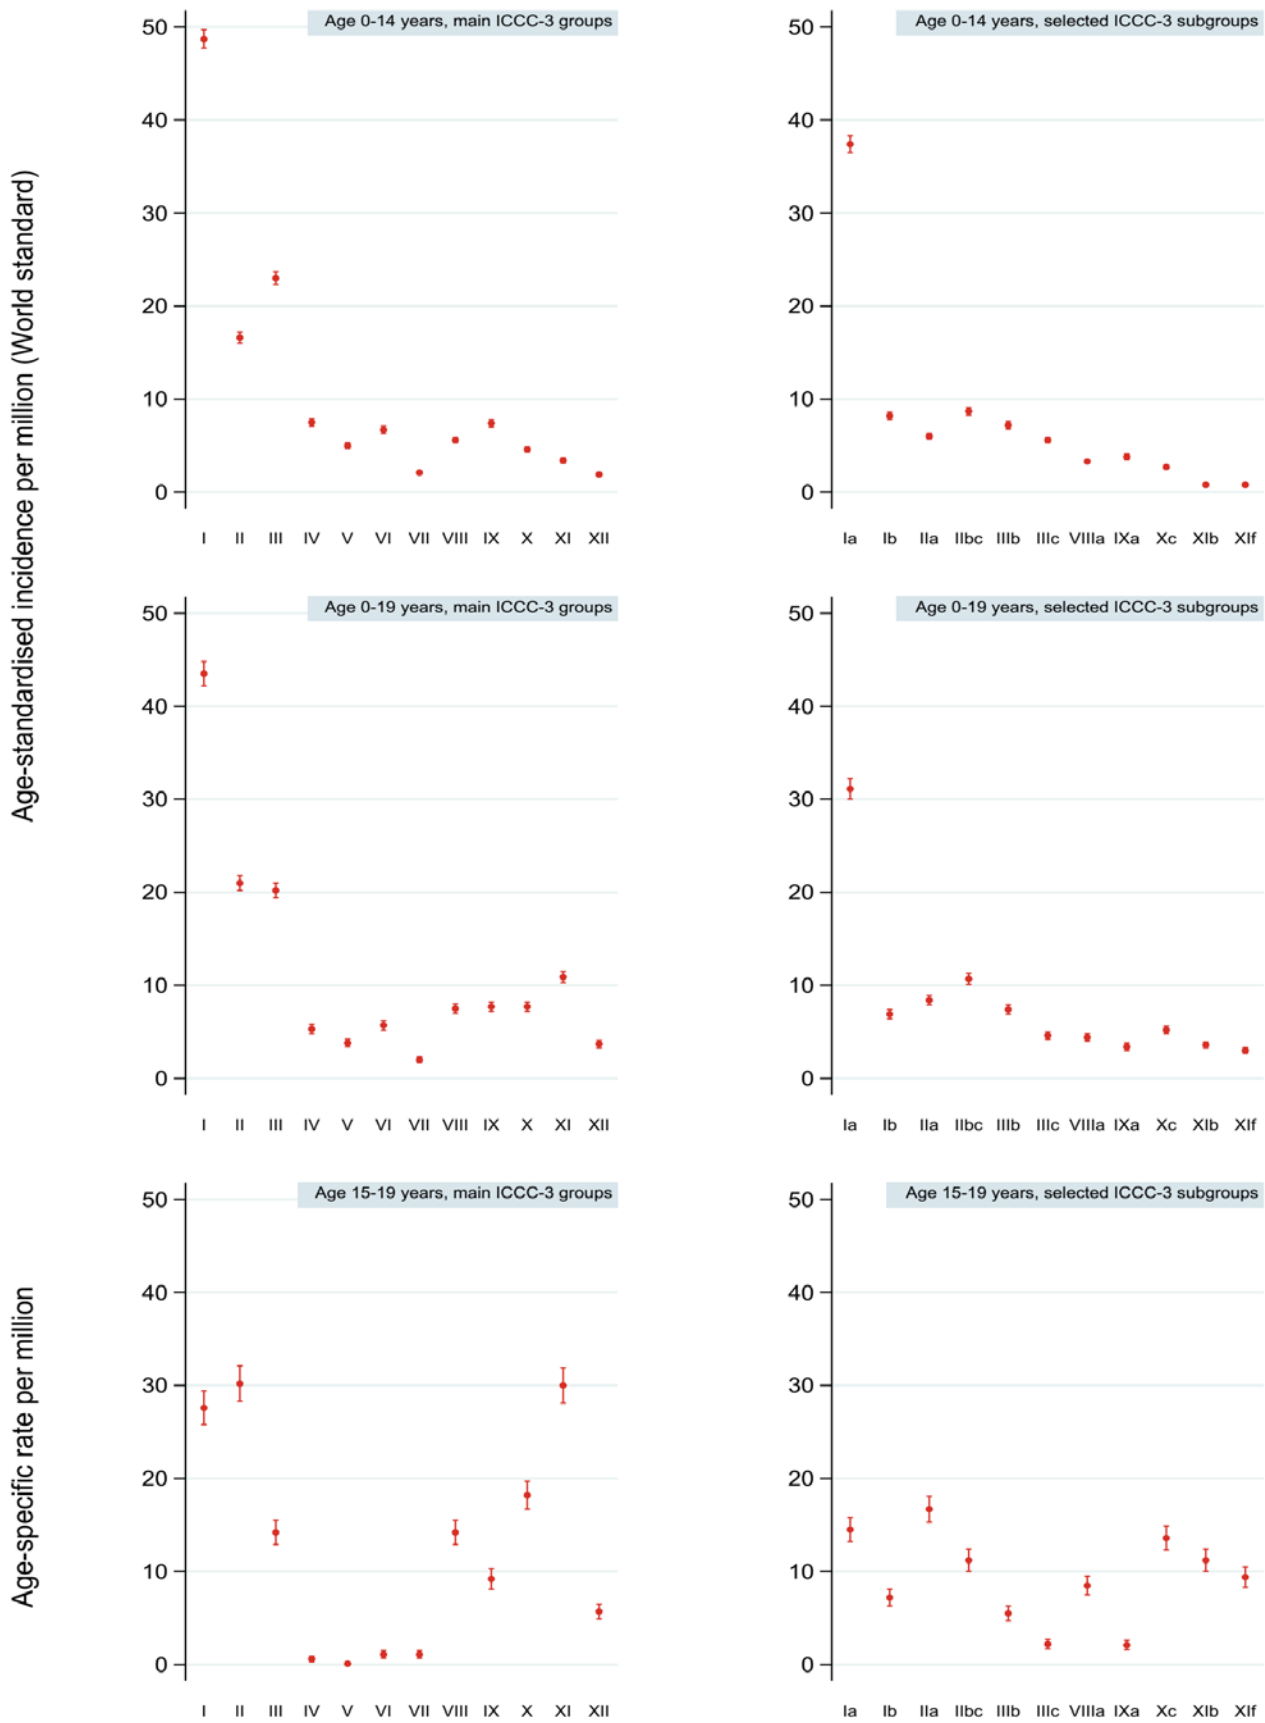 Age-standardised incidence per million (World standard)
Age 0-14 years, main ICCC-3 groups
50
40
30
20
10
0
I II III IV V VI VII VIII IX X XI XII
Age 0-14 years, selected ICCC-3 subgroups
50
40
30
20
10
0
Ia Ib IIa IIbc IIIb IIIc VIIIa IXa Xc XIb XIf
Age 0-19 years, main ICCC-3 groups
50
40
30
20
10
0
I II III IV V VI VII VIII IX X XI XII
Age 0-19 years, selected ICCC-3 subgroups
50
40
30
20
10
0
Ia Ib IIa IIbc IIIb IIIc VIIIa IXa Xc XIb XIf
Age-specific rate per million
Age 15-19 years, main ICCC-3 groups
50
40
30
20
10
0
I II III IV V VI VII VIII IX X XI XII
Age 15-19 years, selected ICCC-3 subgroups
50
40
30
20
10
0
Ia Ib IIa IIbc IIIb IIIc VIIIa IXa Xc XIb XIf